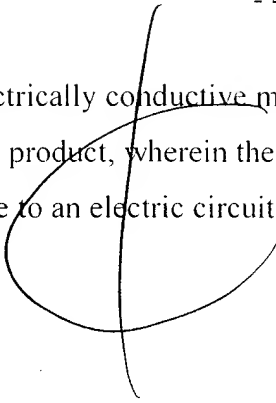 ctrically conductive m
product, wherein the
e to an electric circuit